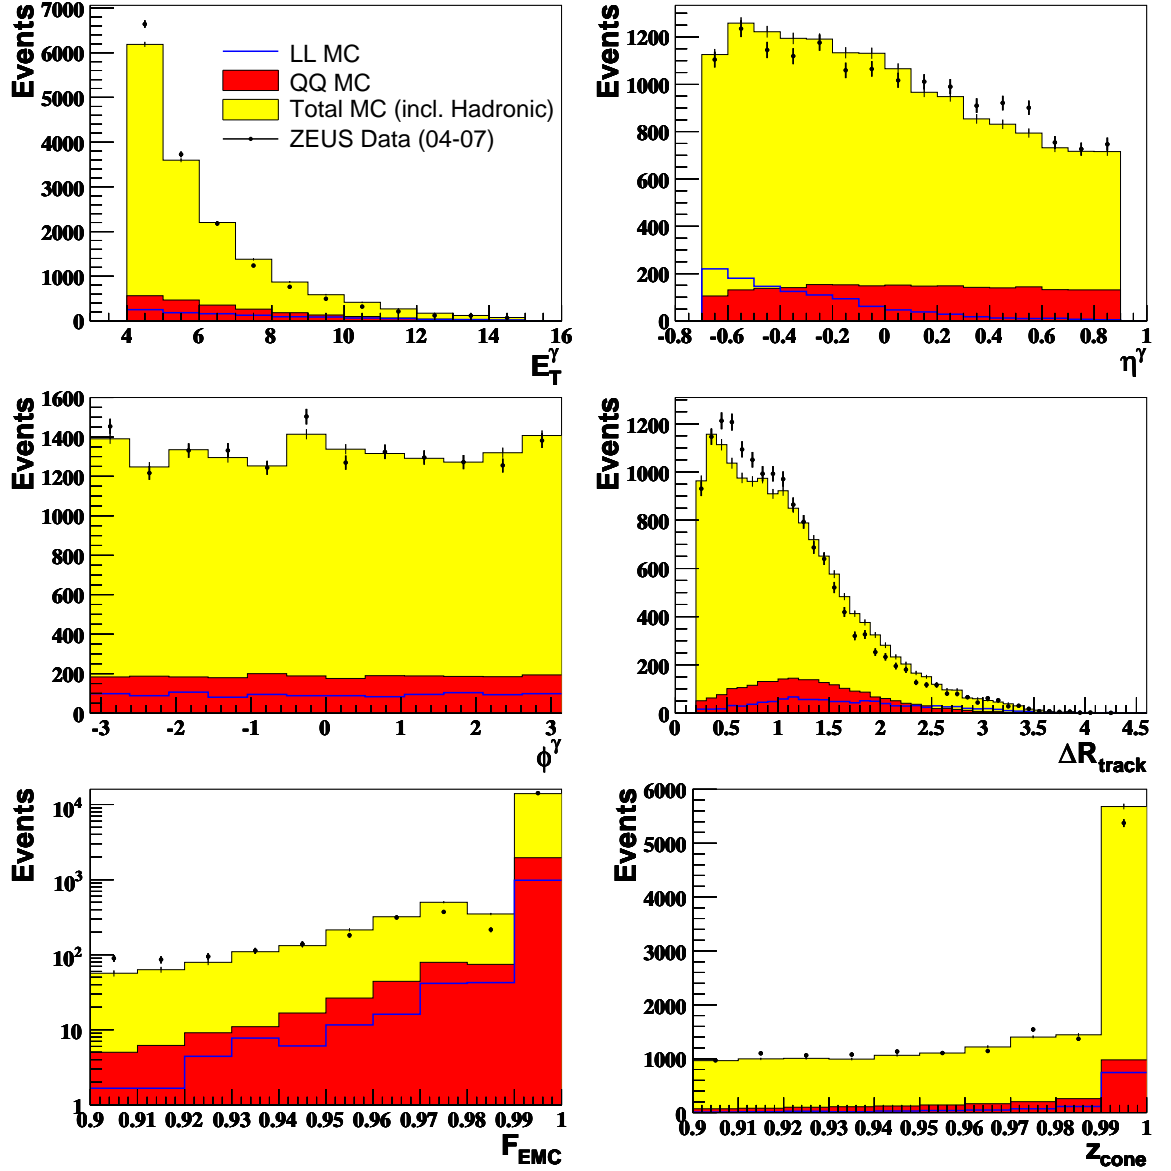 Events
7000
6000
5000
4000
3000
2000
1000
0
4 6 8 10 12 14 16
E_T^γ
LL MC
QQ MC
Total MC (incl. Hadronic)
ZEUS Data (04-07)
Events
1200
1000
800
600
400
200
0
-0.8 -0.6 -0.4 -0.2 0 0.2 0.4 0.6 0.8 1
η^γ
Events
1600
1400
1200
1000
800
600
400
200
0
-3 -2 -1 0 1 2 3
ϕ^γ
Events
1200
1000
800
600
400
200
0
0 0.5 1 1.5 2 2.5 3 3.5 4 4.5
ΔR_track
Events
10^4
10^3
10^2
10
1
0.9 0.91 0.92 0.93 0.94 0.95 0.96 0.97 0.98 0.99 1
F_EMC
Events
6000
5000
4000
3000
2000
1000
0
0.9 0.91 0.92 0.93 0.94 0.95 0.96 0.97 0.98 0.99 1
z_cone